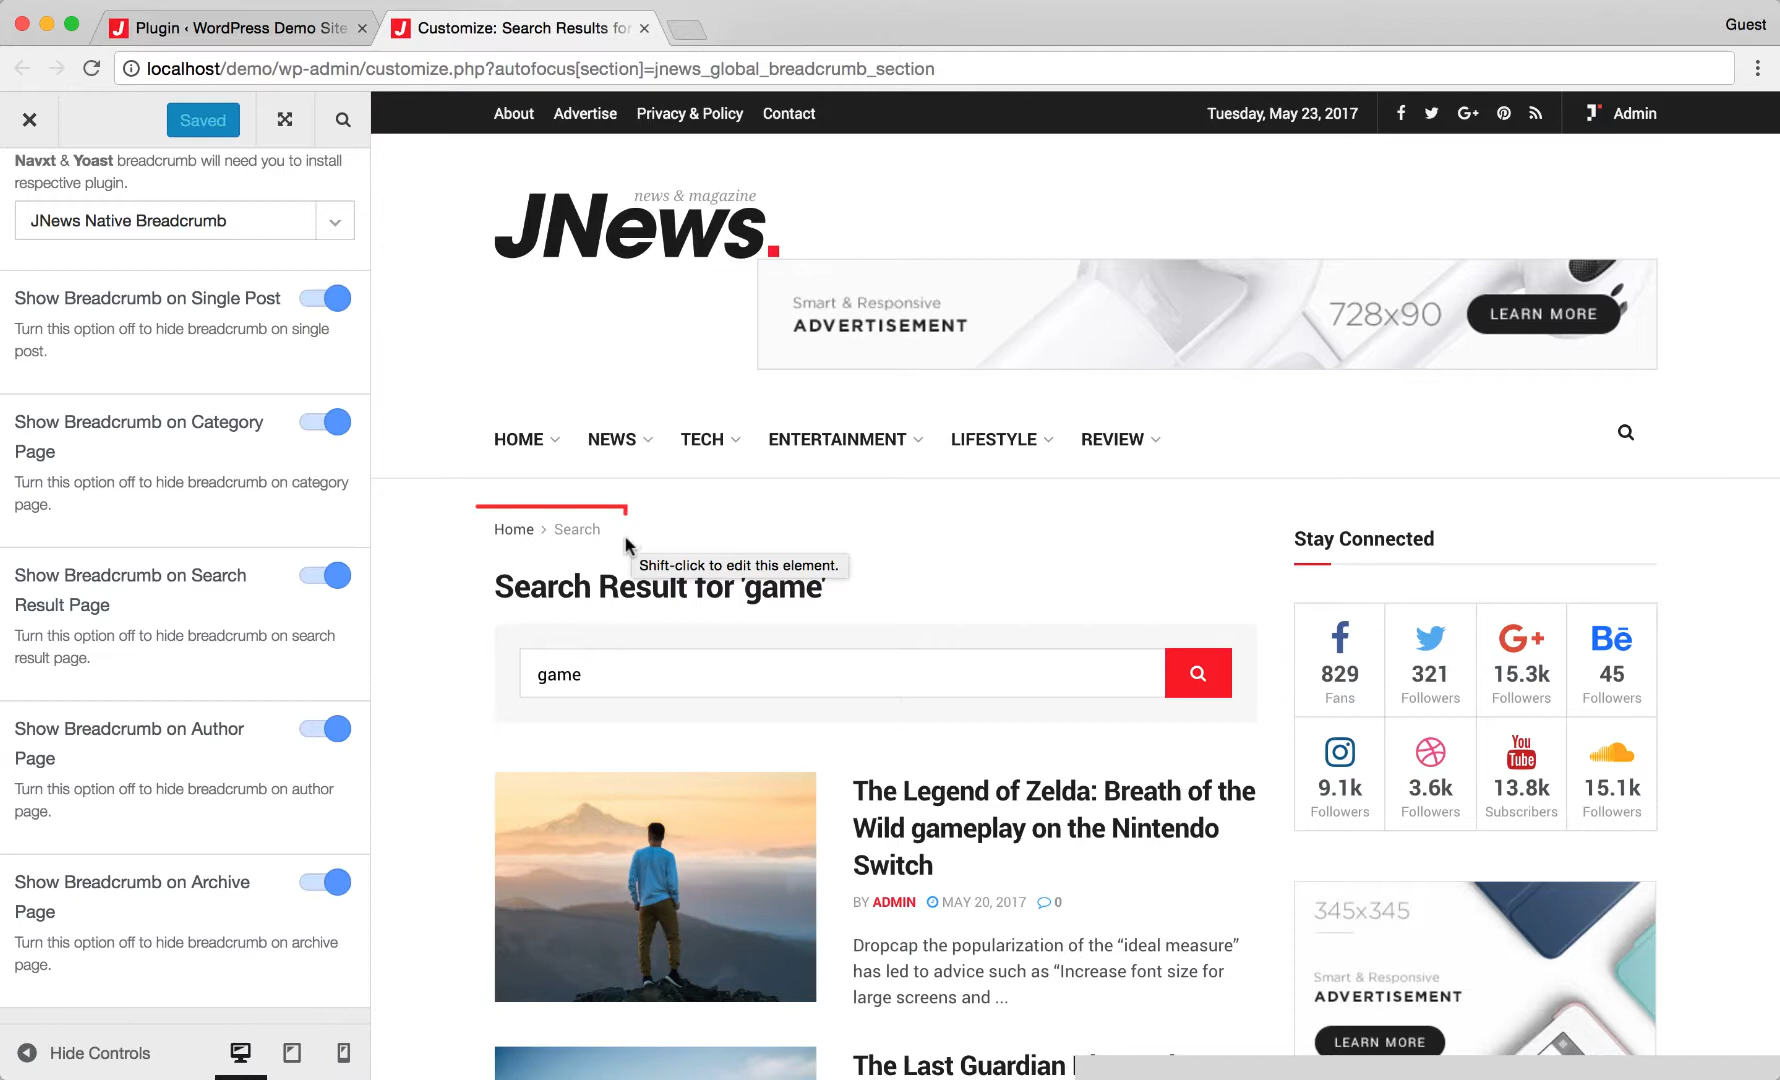 Plugin ‹ WordPress Demo Site
Customize: Search Results for
Guest
localhost/demo/wp-admin/customize.php?autofocus[section]=jnews_global_breadcrumb_section
Saved
Navxt & Yoast breadcrumb will need you to install
respective plugin.
JNews Native Breadcrumb
Show Breadcrumb on Single Post
Turn this option off to hide breadcrumb on single
post.
Show Breadcrumb on Category
Page
Turn this option off to hide breadcrumb on category
page.
Show Breadcrumb on Search
Result Page
Turn this option off to hide breadcrumb on search
result page.
Show Breadcrumb on Author
Page
Turn this option off to hide breadcrumb on author
page.
Show Breadcrumb on Archive
Page
Turn this option off to hide breadcrumb on archive
page.
Hide Controls
About Advertise Privacy & Policy Contact
Tuesday, May 23, 2017
Admin
news & magazine
JNews.
Smart & Responsive
ADVERTISEMENT
728x90
LEARN MORE
HOME NEWS TECH ENTERTAINMENT LIFESTYLE REVIEW
Home > Search
Shift-click to edit this element.
Search Result for 'game'
game
The Legend of Zelda: Breath of the
Wild gameplay on the Nintendo
Switch
BY ADMIN MAY 20, 2017 0
Dropcap the popularization of the “ideal measure”
has led to advice such as “Increase font size for
large screens and ...
The Last Guardian
Stay Connected
829 321 15.3k 45
Fans Followers Followers Followers
You
Tube
9.1k 3.6k 13.8k 15.1k
Followers Followers Subscribers Followers
345x345
Smart & Responsive
ADVERTISEMENT
LEARN MORE